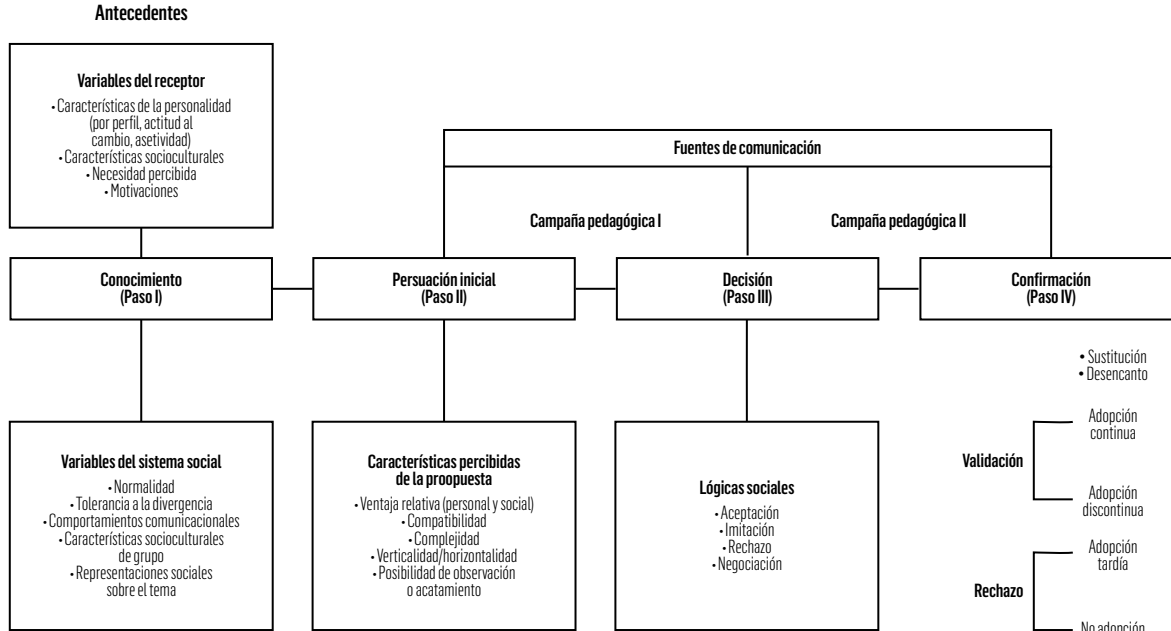 Antecedentes
Variables del receptor
• Características de la personalidad
(por perfil, actitud al
cambio, asetividad)
• Características socioculturales
• Necesidad percibida
• Motivaciones
Fuentes de comunicación
Campaña pedagógica I
Campaña pedagógica II
Conocimiento
(Paso I)
Persuación inicial
(Paso II)
Decisión
(Paso III)
Confirmación
(Paso IV)
• Sustitución
• Desencanto
Variables del sistema social
• Normalidad
• Tolerancia a la divergencia
• Comportamientos comunicacionales
• Características socioculturales
de grupo
• Representaciones sociales
sobre el tema
Características percibidas
de la proopuesta
• Ventaja relativa (personal y social)
• Compatibilidad
• Complejidad
• Verticalidad/horizontalidad
• Posibilidad de observación
o acatamiento
Lógicas sociales
• Aceptación
• Imitación
• Rechazo
• Negociación
Validación
Adopción
continua
Adopción
discontinua
Rechazo
Adopción
tardía
No adopción